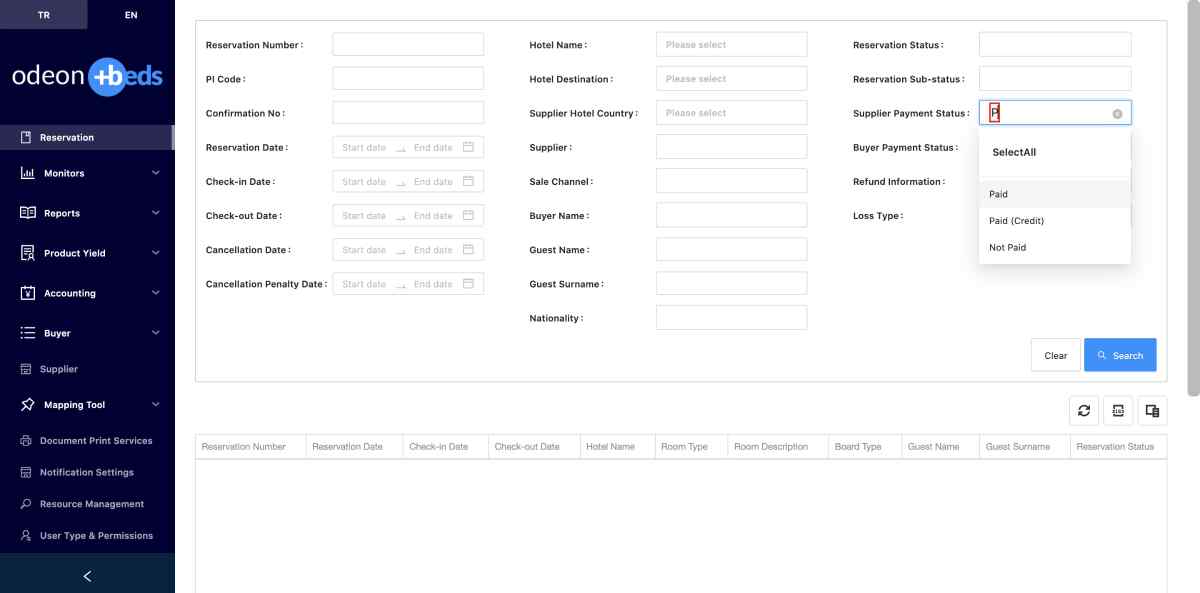 TR
EN
odeon +beds
Reservation
Monitors
Reports
Product Yield
Accounting
Buyer
Supplier
Mapping Tool
Document Print Services
Notification Settings
Resource Management
User Type & Permissions
Reservation Number :
PI Code :
Confirmation No :
Reservation Date :
Start date
End date
Check-in Date :
Start date
End date
Check-out Date :
Start date
End date
Cancellation Date :
Start date
End date
Cancellation Penalty Date :
Start date
End date
Hotel Name :
Please select
Hotel Destination :
Please select
Supplier Hotel Country :
Please select
Supplier :
Sale Channel :
Buyer Name :
Guest Name :
Guest Surname :
Nationality :
Reservation Status :
Reservation Sub-status :
Supplier Payment Status :
P
SelectAll
Paid
Paid (Credit)
Not Paid
Buyer Payment Status :
Refund Information :
Loss Type :
Clear
Search
Reservation Number
Reservation Date
Check-in Date
Check-out Date
Hotel Name
Room Type
Room Description
Board Type
Guest Name
Guest Surname
Reservation Status